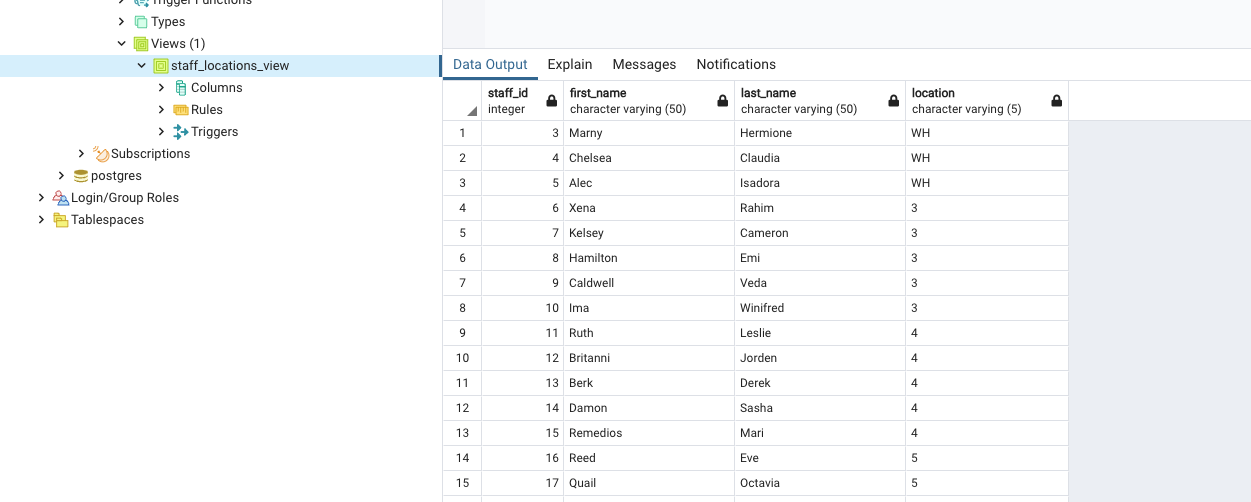 Trigger Functions
Types
Views (1)
staff_locations_view
Columns
Rules
Triggers
Subscriptions
postgres
Login/Group Roles
Tablespaces
Data Output Explain Messages Notifications
staff_id first_name last_name location
integer character varying (50) character varying (50) character varying (5)
1 3 Marny Hermione WH
2 4 Chelsea Claudia WH
3 5 Alec Isadora WH
4 6 Xena Rahim 3
5 7 Kelsey Cameron 3
6 8 Hamilton Emi 3
7 9 Caldwell Veda 3
8 10 Ima Winifred 3
9 11 Ruth Leslie 4
10 12 Britanni Jorden 4
11 13 Berk Derek 4
12 14 Damon Sasha 4
13 15 Remedios Mari 4
14 16 Reed Eve 5
15 17 Quail Octavia 5